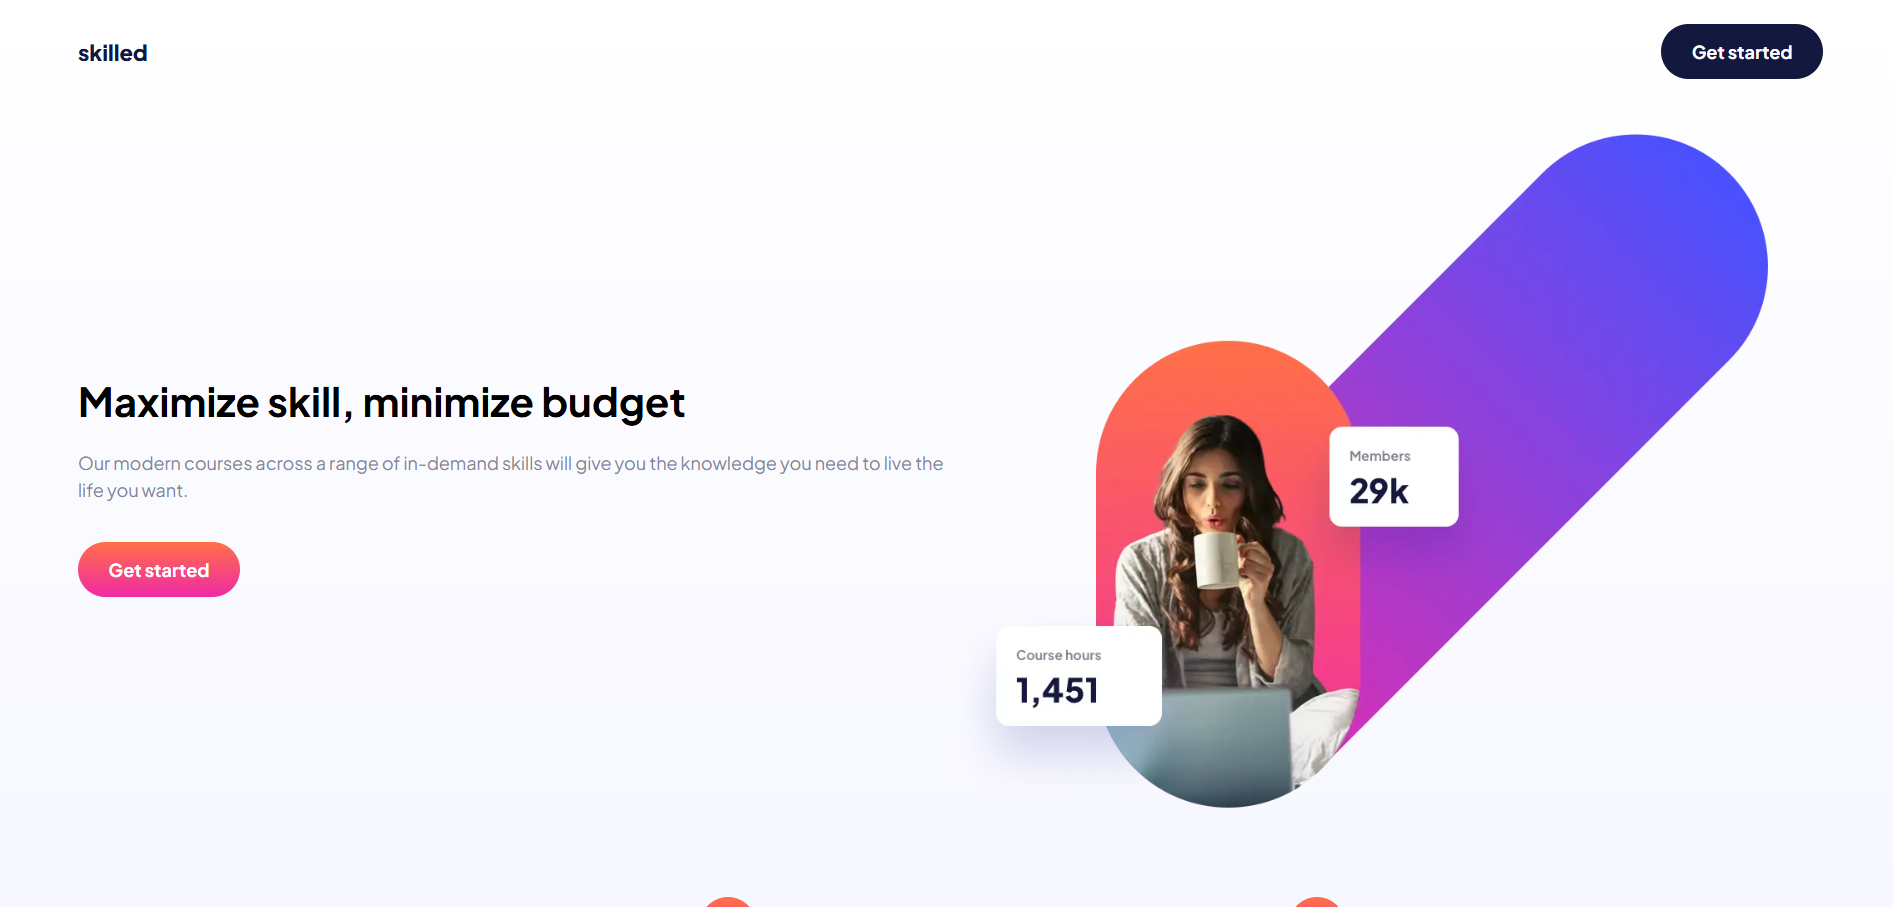 skilled
Get started
Maximize skill, minimize budget
Our modern courses across a range of in-demand skills will give you the knowledge you need to live the
life you want.
Get started
Members
29k
Course hours
1,451